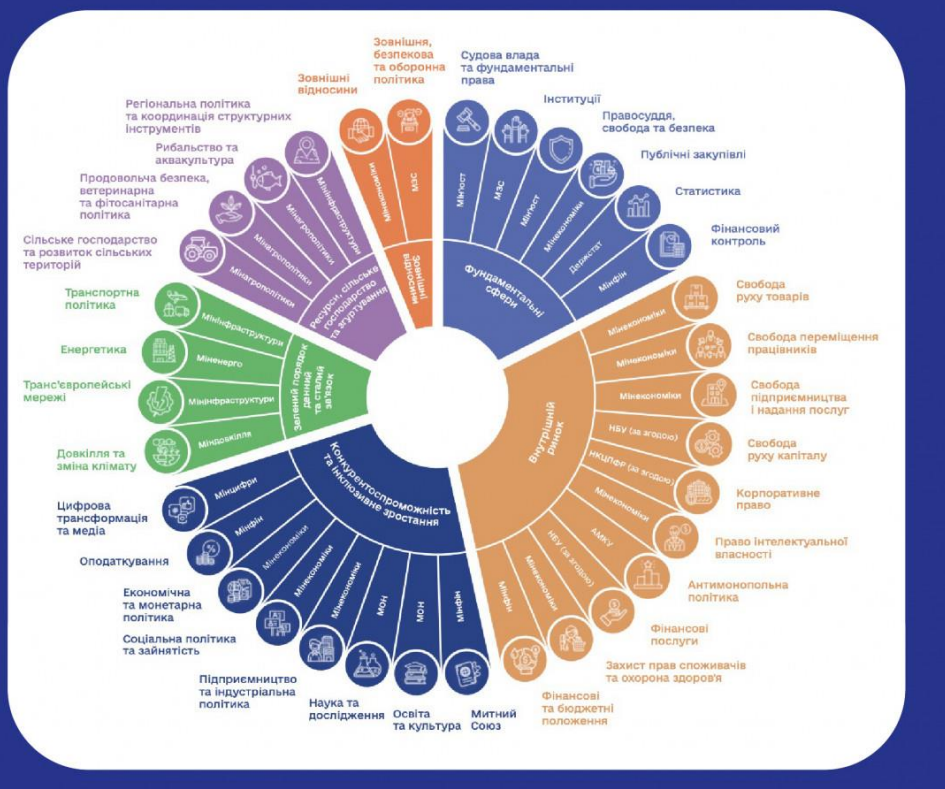 Зовнішня,
безпекова
та оборонна
політика
Зовнішні
відносини
Судова влада
та фундаментальні
права
Інституції
Правосуддя,
свобода та безпека
Публічні закупівлі
Статистика
Фінансовий
контроль
Регіональна політика
та координація структурних
інструментів
Рибальство та
аквакультура
Продовольча безпека,
ветеринарна
та фітосанітарна
політика
Сільське господарство
та розвиток сільських
територій
Мінекономіки
МЗС
Зовнішні
відносини
Мін'юст
МЗС
Мін'юст
Мінекономіки
Держстат
Мінфін
Фундаментальні
сфери
Мінінфраструктури
Мінагрополітики
Мінагрополітики
Мінагрополітики
Ресурси, сільське
господарство
та згуртування
Транспортна
політика
Енергетика
Транс'європейські
мережі
Довкілля та
зміна клімату
Мінінфраструктури
Міненерго
Мінінфраструктури
Міндовкілля
Зелений порядок
денний
та сталий
зв'язок
Свобода
руху товарів
Свобода переміщення
працівників
Свобода
підприємництва
і надання послуг
Свобода
руху капіталу
Корпоративне
право
Право інтелектуальної
власності
Антимонопольна
політика
Фінансові
послуги
Захист прав споживачів
та охорона здоров'я
Фінансові
та бюджетні
положення
Мінекономіки
Мінекономіки
Мінекономіки
НБУ (за згодою)
НКЦПФР (за згодою)
Мінекономіки
АМКУ
НБУ (за згодою)
Мінекономіки
Мінфін
Внутрішній
ринок
Конкурентоспроможність
та інклюзивне зростання
Мінцифри
Мінфін
Мінекономіки
Мінекономіки
Мінекономіки
МОН
МОН
Мінфін
Цифрова
трансформація
та медіа
Оподаткування
Економічна
та монетарна
політика
Соціальна політика
та зайнятість
Підприємництво
та індустріальна
політика
Наука та
дослідження
Освіта
та культура
Митний
Союз